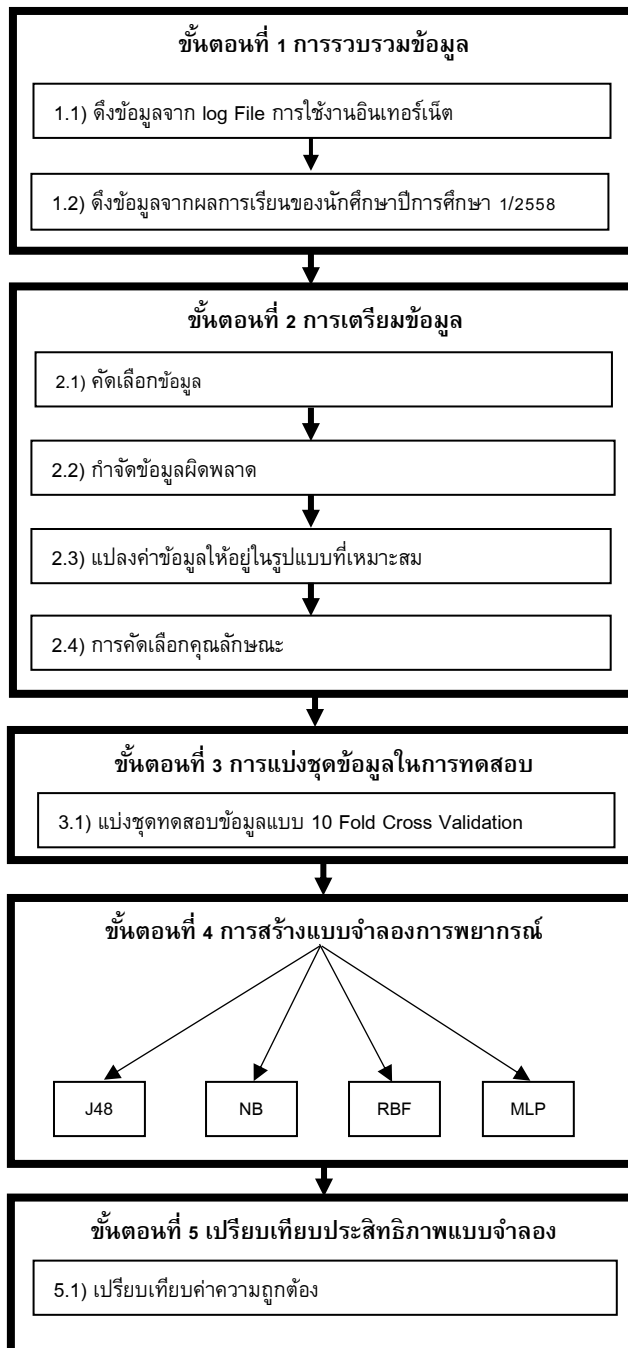 ขั้นตอนที่ 1 การรวบรวมข้อมูล
1.1) ดึงข้อมูลจาก log File การใช้งานอินเทอร์เน็ต
1.2) ดึงข้อมูลจากผลการเรียนของนักศึกษาปีการศึกษา 1/2558
ขั้นตอนที่ 2 การเตรียมข้อมูล
2.1) คัดเลือกข้อมูล
2.2) กำจัดข้อมูลผิดพลาด
2.3) แปลงค่าข้อมูลให้อยู่ในรูปแบบที่เหมาะสม
2.4) การคัดเลือกคุณลักษณะ
ขั้นตอนที่ 3 การแบ่งชุดข้อมูลในการทดสอบ
3.1) แบ่งชุดทดสอบข้อมูลแบบ 10 Fold Cross Validation
ขั้นตอนที่ 4 การสร้างแบบจำลองการพยากรณ์
J48 NB RBF MLP
ขั้นตอนที่ 5 เปรียบเทียบประสิทธิภาพแบบจำลอง
5.1) เปรียบเทียบค่าความถูกต้อง